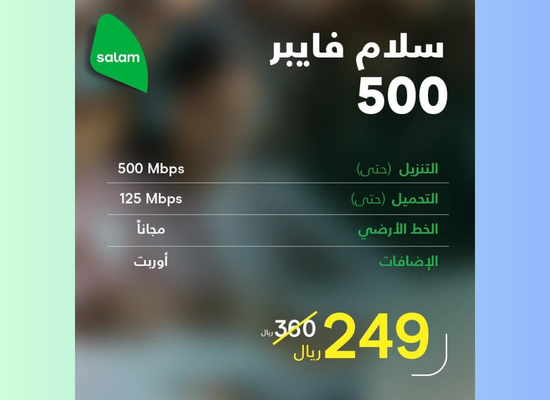 salam
سلام فايبر
500
التنزيل (حتى) 500 Mbps
التحميل (حتى) 125 Mbps
الخط الأرضي مجاناً
الإضافات أوربت
249 ريال 360 ريال